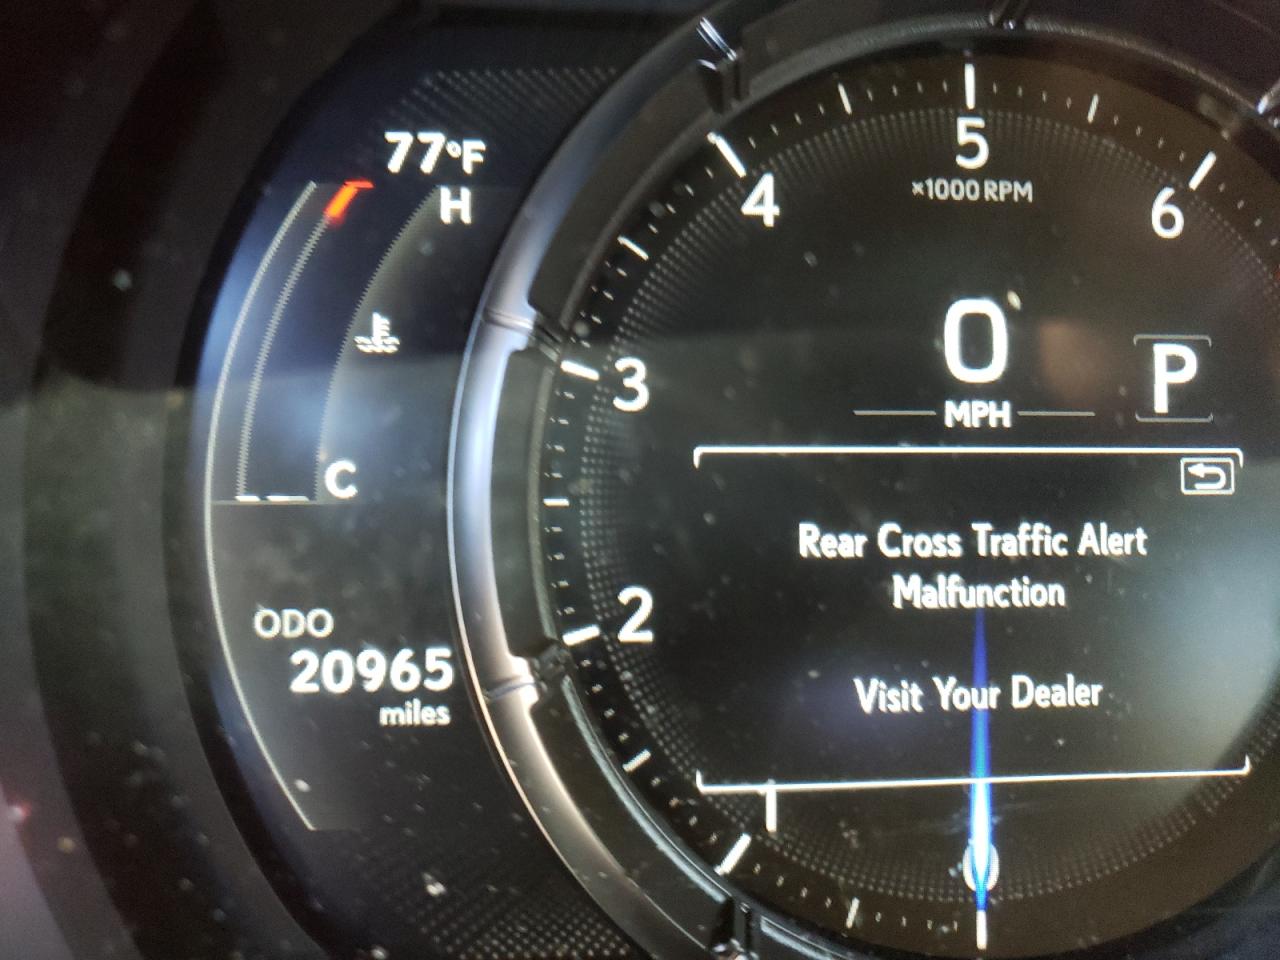 77°F
H
C
ODO
20965
miles
5
×1000 RPM
4
6
3
2
1
0
0
MPH
P
Rear Cross Traffic Alert
Malfunction
Visit Your Dealer